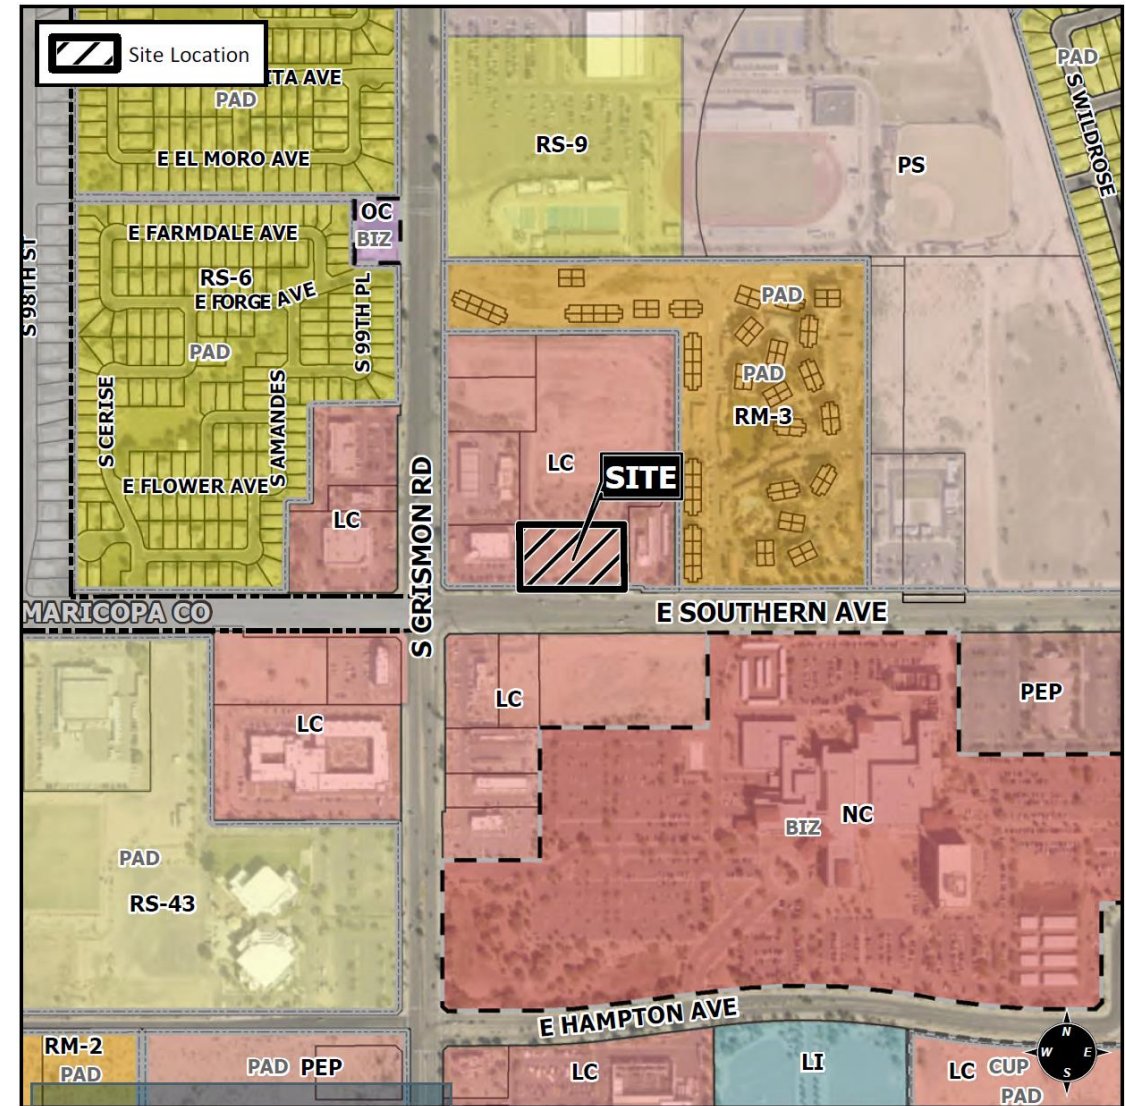 Site Location
ITA AVE
PAD
PAD
S WILDROSE
E EL MORO AVE
RS-9
PS
OC
BIZ
E FARMDALE AVE
RS-6
E FORGE AVE
S 98TH ST
S 99TH PL
PAD
PAD
PAD
RM-3
S CERISE
S AMANDES
E FLOWER AVE
LC
LC
SITE
S CRISMON RD
MARICOPA CO
E SOUTHERN AVE
LC
LC
PEP
NC
BIZ
PAD
RS-43
E HAMPTON AVE
RM-2
PAD
PAD PEP
LC
LI
LC CUP
PAD
N
W E
S